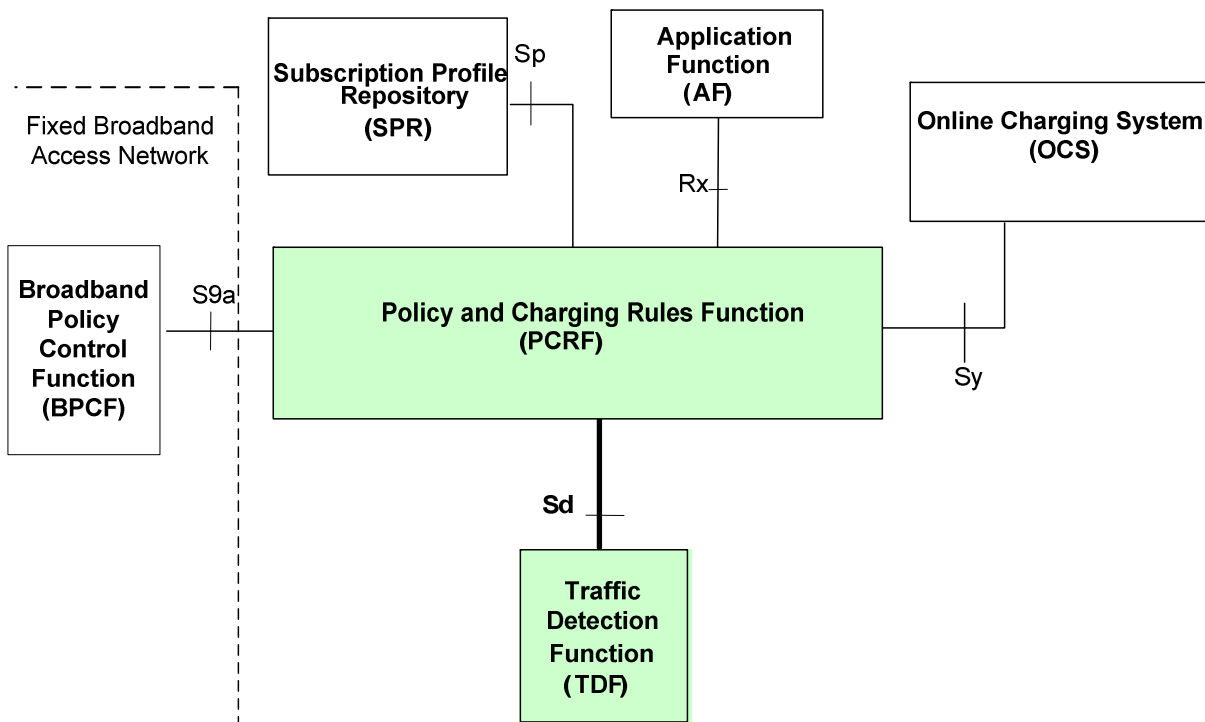 Sp
Subscription Profile
Repository
(SPR)
Application
Function
(AF)
Online Charging System
(OCS)
Fixed Broadband
Access Network
Rx
Broadband
Policy
Control
Function
(BPCF)
S9a
Policy and Charging Rules Function
(PCRF)
Sy
Sd
Traffic
Detection
Function
(TDF)